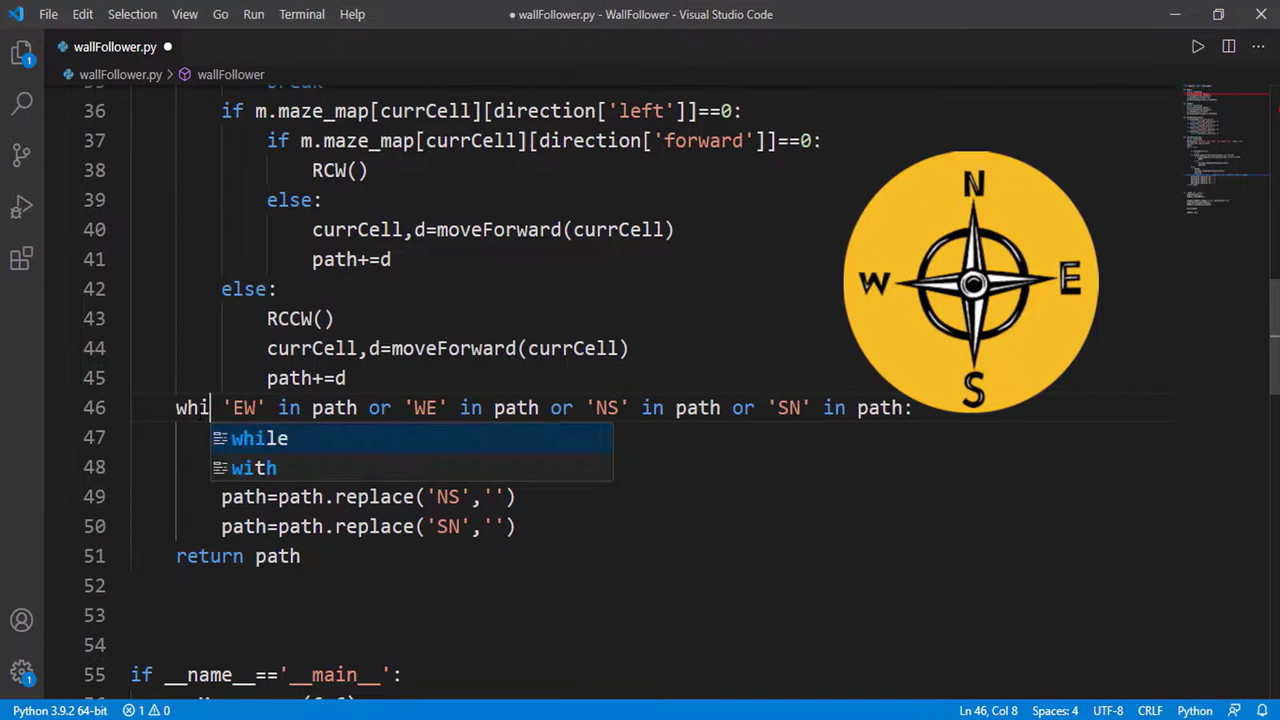 File Edit Selection View Go Run Terminal Help ● wallFollower.py - WallFollower - Visual Studio Code
wallFollower.py ●
wallFollower.py > wallFollower
35 break
36 if m.maze_map[currCell][direction['left']]==0:
37 if m.maze_map[currCell][direction['forward']]==0:
38 RCW()
39 else:
40 currCell,d=moveForward(currCell)
41 path+=d
42 else:
43 RCCW()
44 currCell,d=moveForward(currCell)
45 path+=d
46 whi 'EW' in path or 'WE' in path or 'NS' in path or 'SN' in path:
47 while
48 with
49 path=path.replace('NS','')
50 path=path.replace('SN','')
51 return path
52
53
54
55 if __name__=='__main__':
N
W E
S
1
1
Python 3.9.2 64-bit 1 0 Ln 46, Col 8 Spaces: 4 UTF-8 CRLF Python